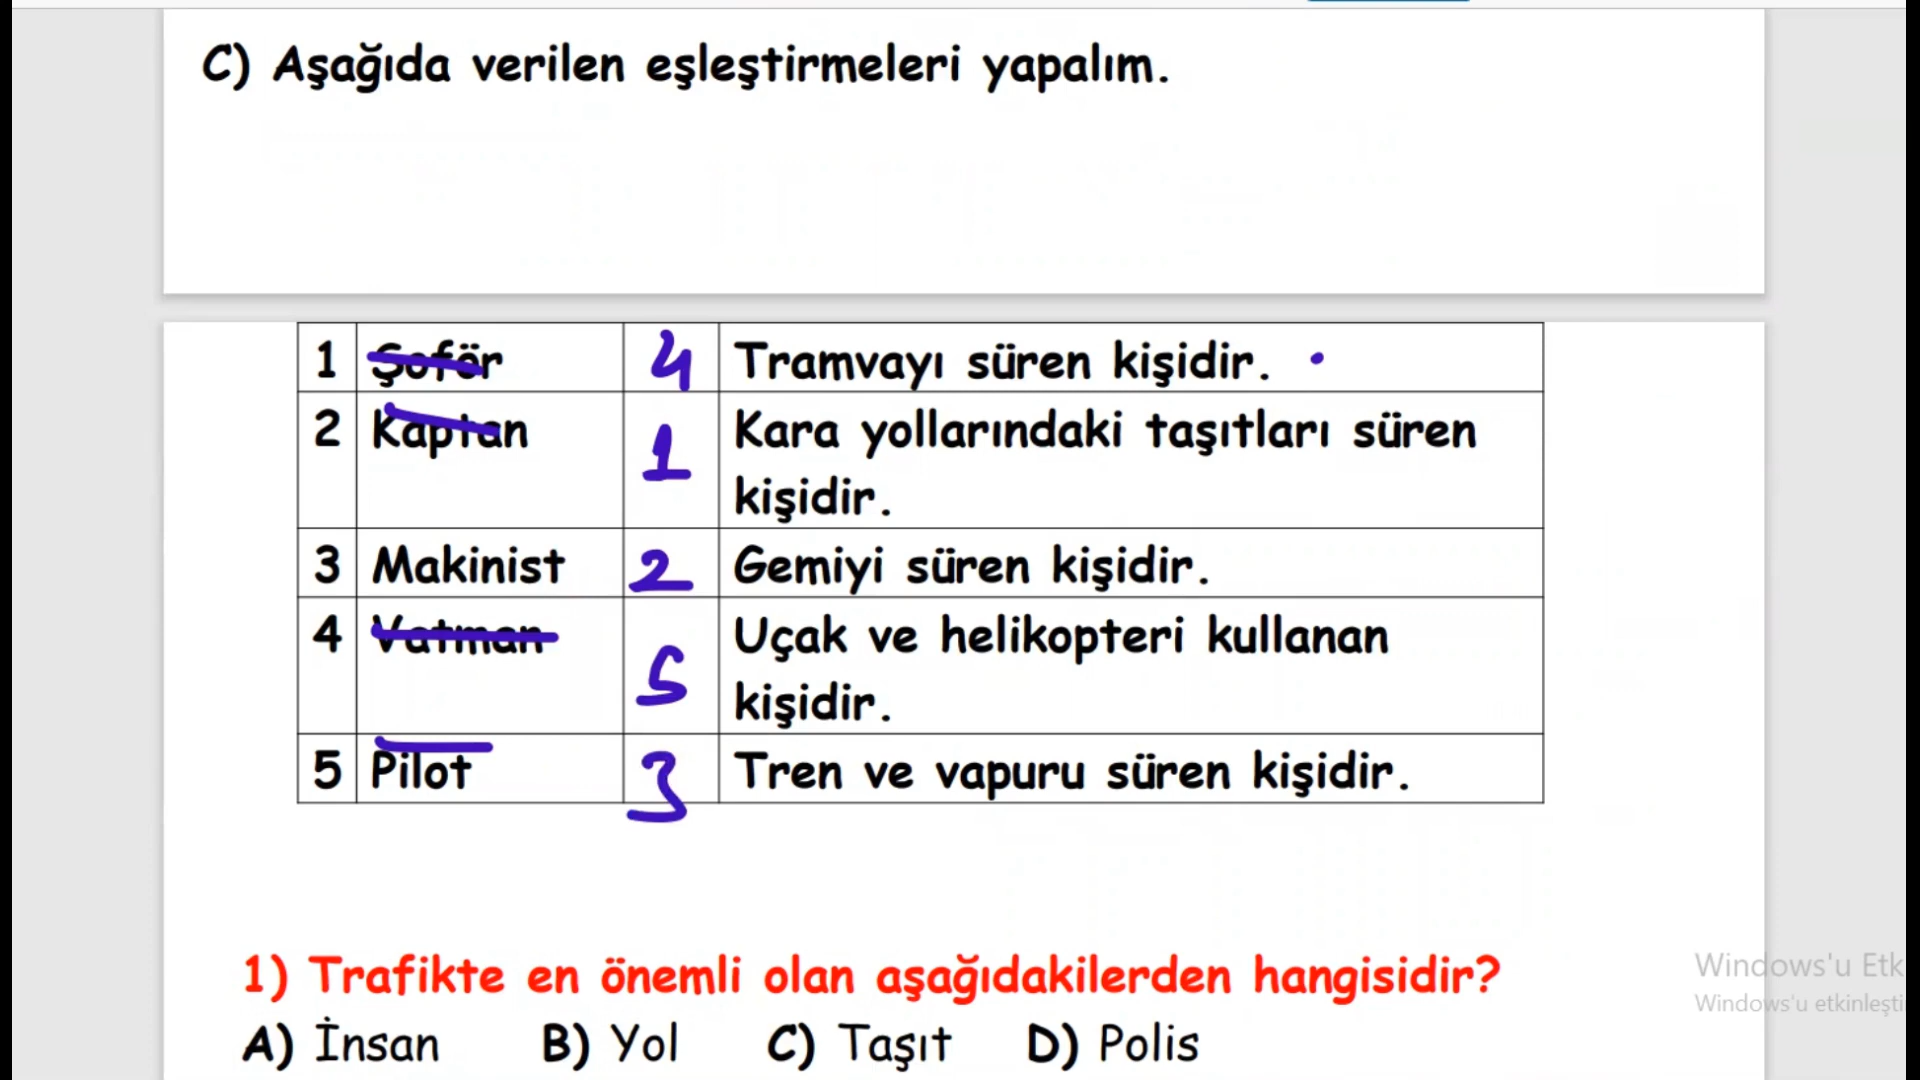 C) Aşağıda verilen eşleştirmeleri yapalım.
1 Şoför 4 Tramvayı süren kişidir.
2 Kaptan 1 Kara yollarındaki taşıtları süren
kişidir.
3 Makinist 2 Gemiyi süren kişidir.
4 Vatman 5 Uçak ve helikopteri kullanan
kişidir.
5 Pilot 3 Tren ve vapuru süren kişidir.
1) Trafikte en önemli olan aşağıdakilerden hangisidir?
A) İnsan B) Yol C) Taşıt D) Polis
Windows'u Etk
Windows'u etkinleşti